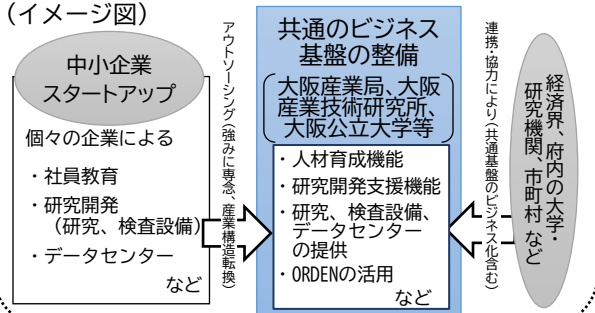 （イメージ図）
中小企業
スタートアップ
個々の企業による
・社員教育
・研究開発
（研究、検査設備）
・データセンター
など
アウトソーシング（強みに専念、産業構造転換）
共通のビジネス
基盤の整備
大阪産業局、大阪
産業技術研究所、
大阪公立大学等
・人材育成機能
・研究開発支援機能
・研究、検査設備、
データセンター
の提供
・ORDENの活用
など
連携・協力により（共通基盤のビジネス化含む）
経済界、府内の大学・
研究機関、市町村 など